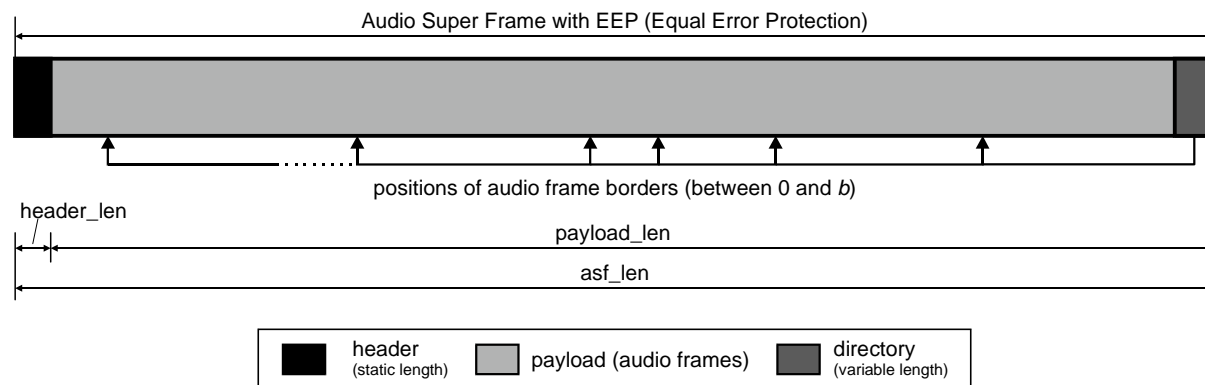 Audio Super Frame with EEP (Equal Error Protection)
positions of audio frame borders (between 0 and b)
header_len
payload_len
asf_len
header
(static length)
payload (audio frames)
directory
(variable length)